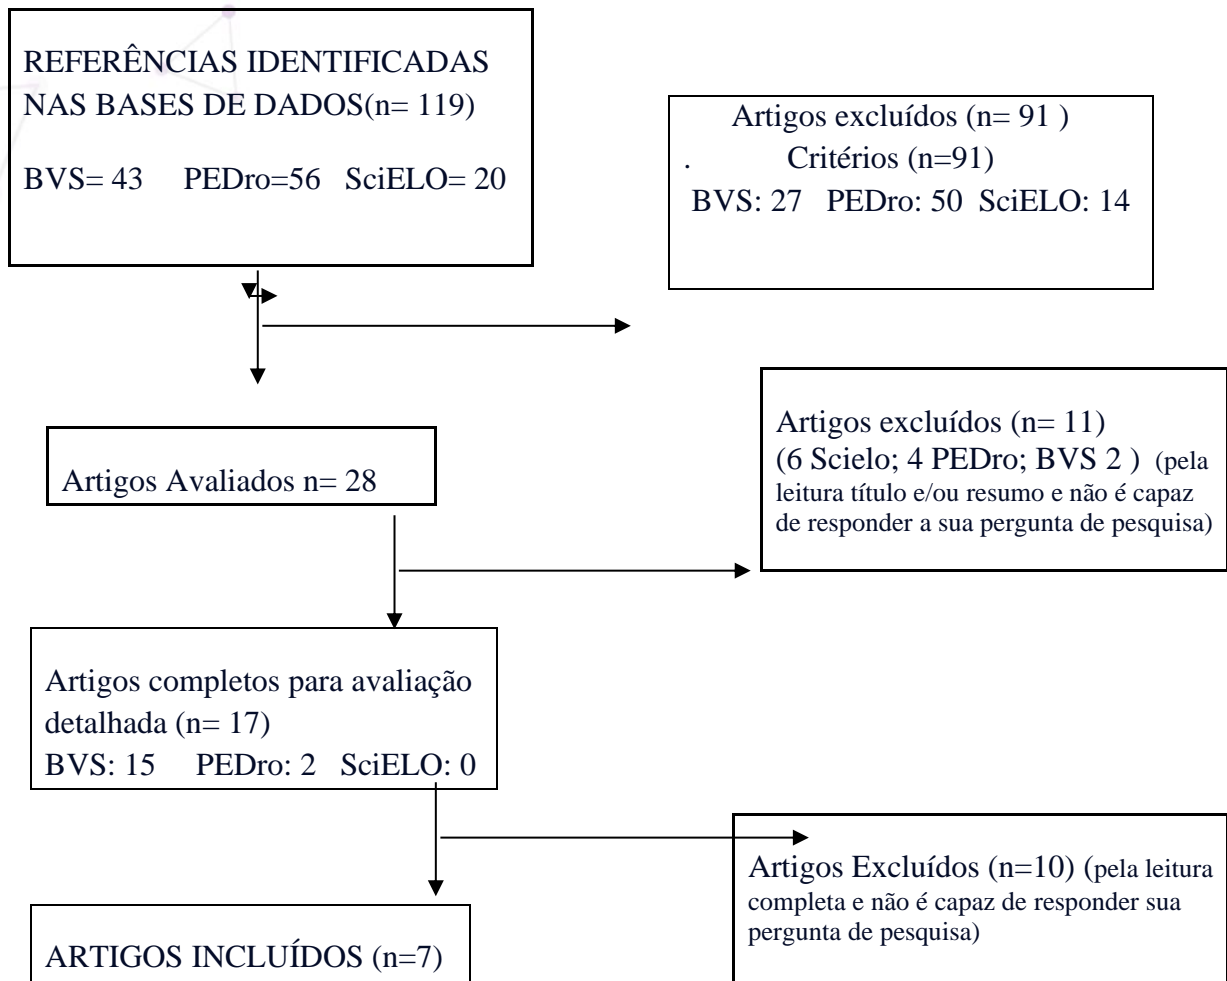 REFERÊNCIAS IDENTIFICADAS
NAS BASES DE DADOS(n= 119)
BVS= 43 PEDro=56 SciELO= 20
Artigos excluídos (n= 91 )
. Critérios (n=91)
BVS: 27 PEDro: 50 SciELO: 14
Artigos Avaliados n= 28
Artigos excluídos (n= 11)
(6 Scielo; 4 PEDro; BVS 2 ) (pela
leitura título e/ou resumo e não é capaz
de responder a sua pergunta de pesquisa)
Artigos completos para avaliação
detalhada (n= 17)
BVS: 15 PEDro: 2 SciELO: 0
Artigos Excluídos (n=10) (pela leitura
completa e não é capaz de responder sua
pergunta de pesquisa)
ARTIGOS INCLUÍDOS (n=7)